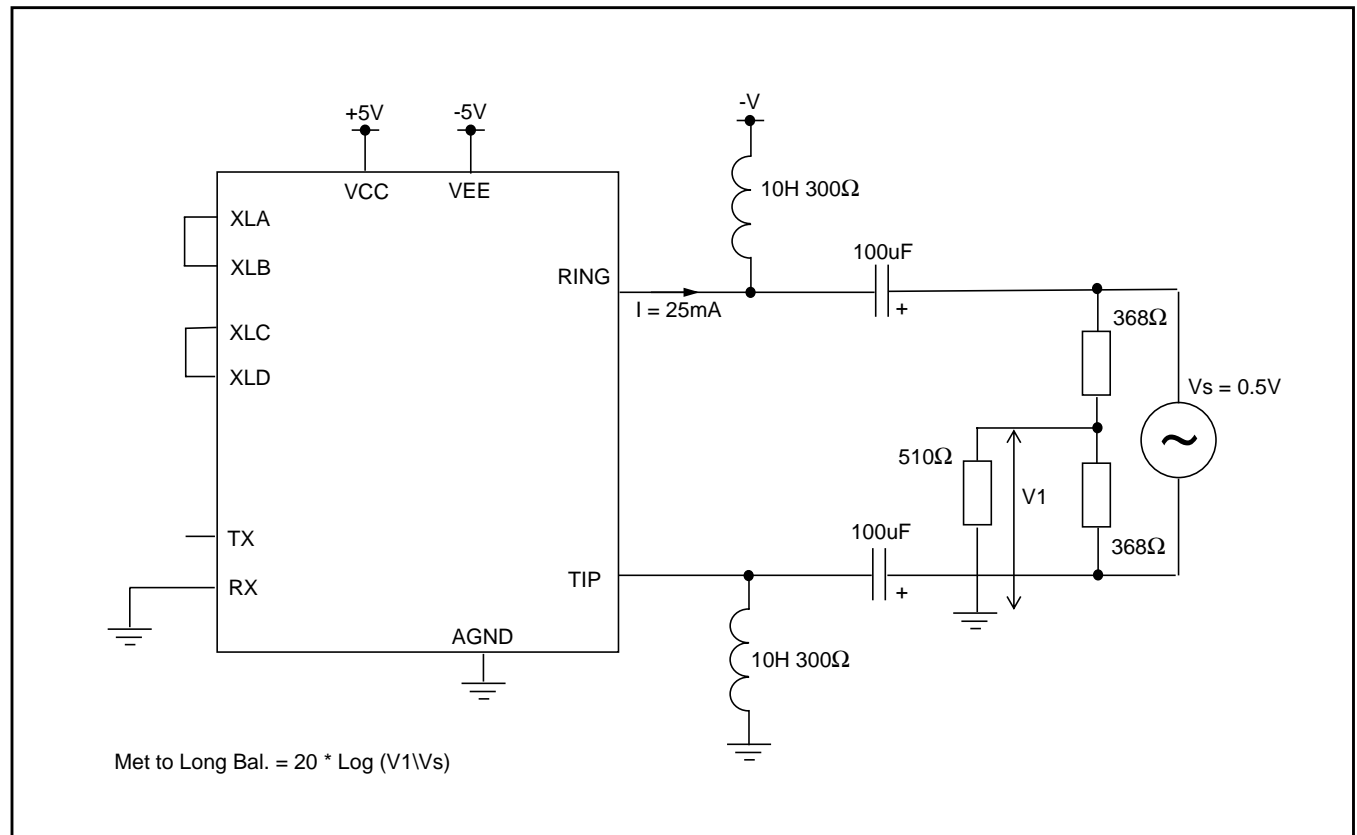 +5V
-5V
-V
VCC
VEE
10H 300Ω
XLA
XLB
100uF
RING
+
I = 25mA
368Ω
XLC
XLD
Vs = 0.5V
~
510Ω
V1
100uF
368Ω
TX
RX
TIP
+
AGND
10H 300Ω
Met to Long Bal. = 20 * Log (V1\Vs)